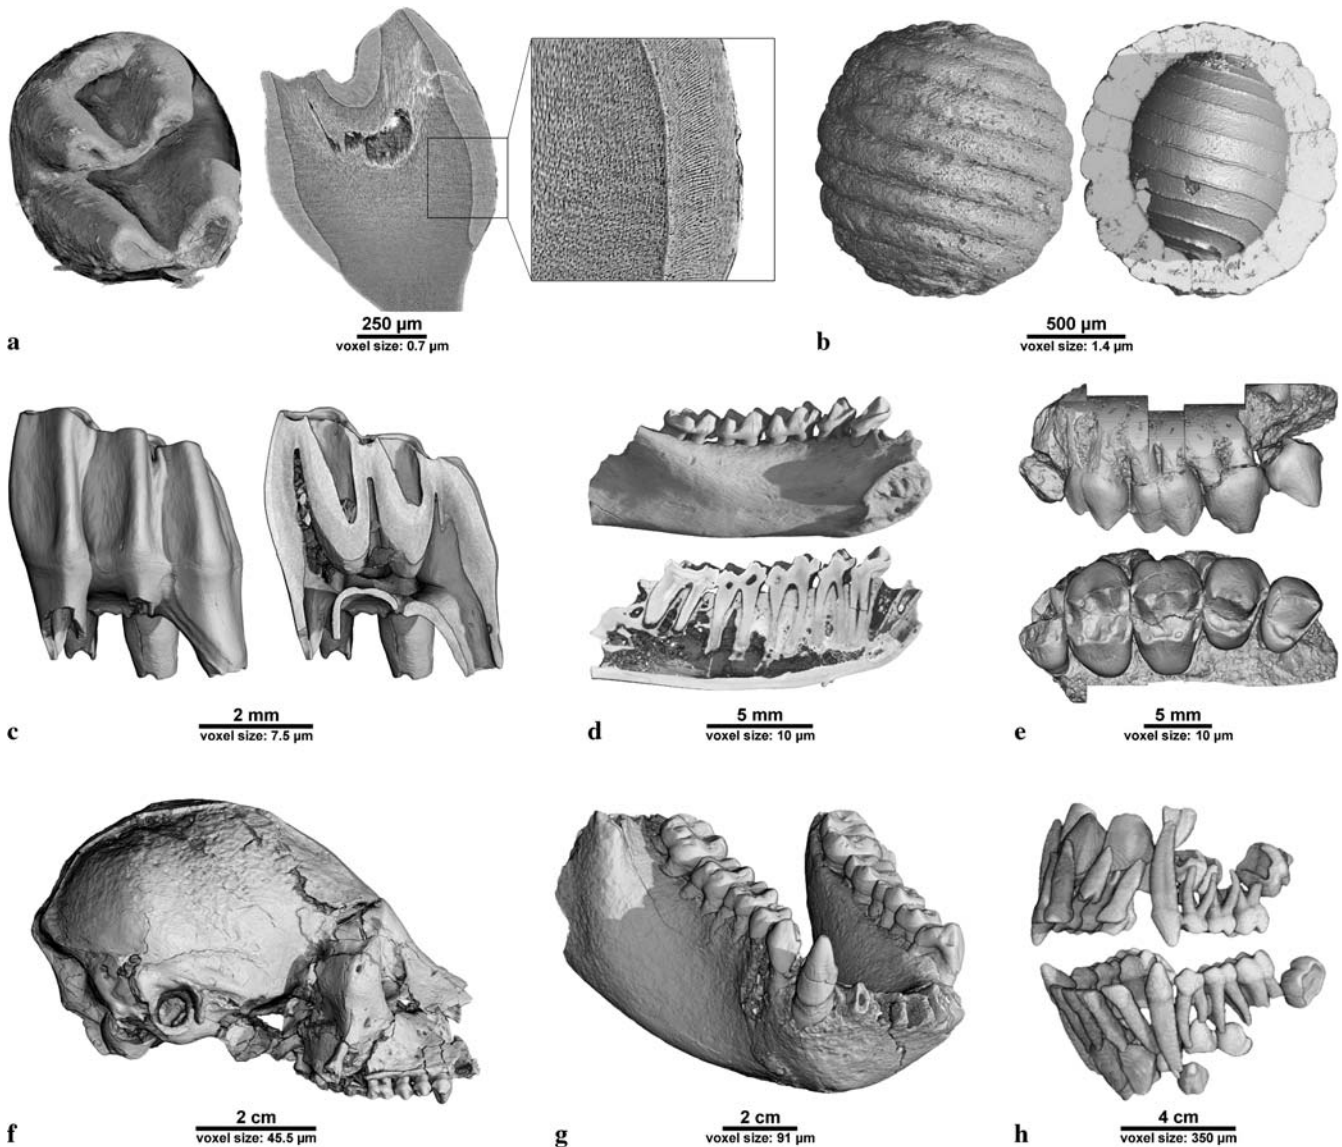 250 µm
voxel size: 0.7 µm
a
500 µm
voxel size: 1.4 µm
b
2 mm
voxel size: 7.5 µm
c
5 mm
voxel size: 10 µm
d
5 mm
voxel size: 10 µm
e
2 cm
voxel size: 45.5 µm
f
2 cm
voxel size: 91 µm
g
4 cm
voxel size: 350 µm
h